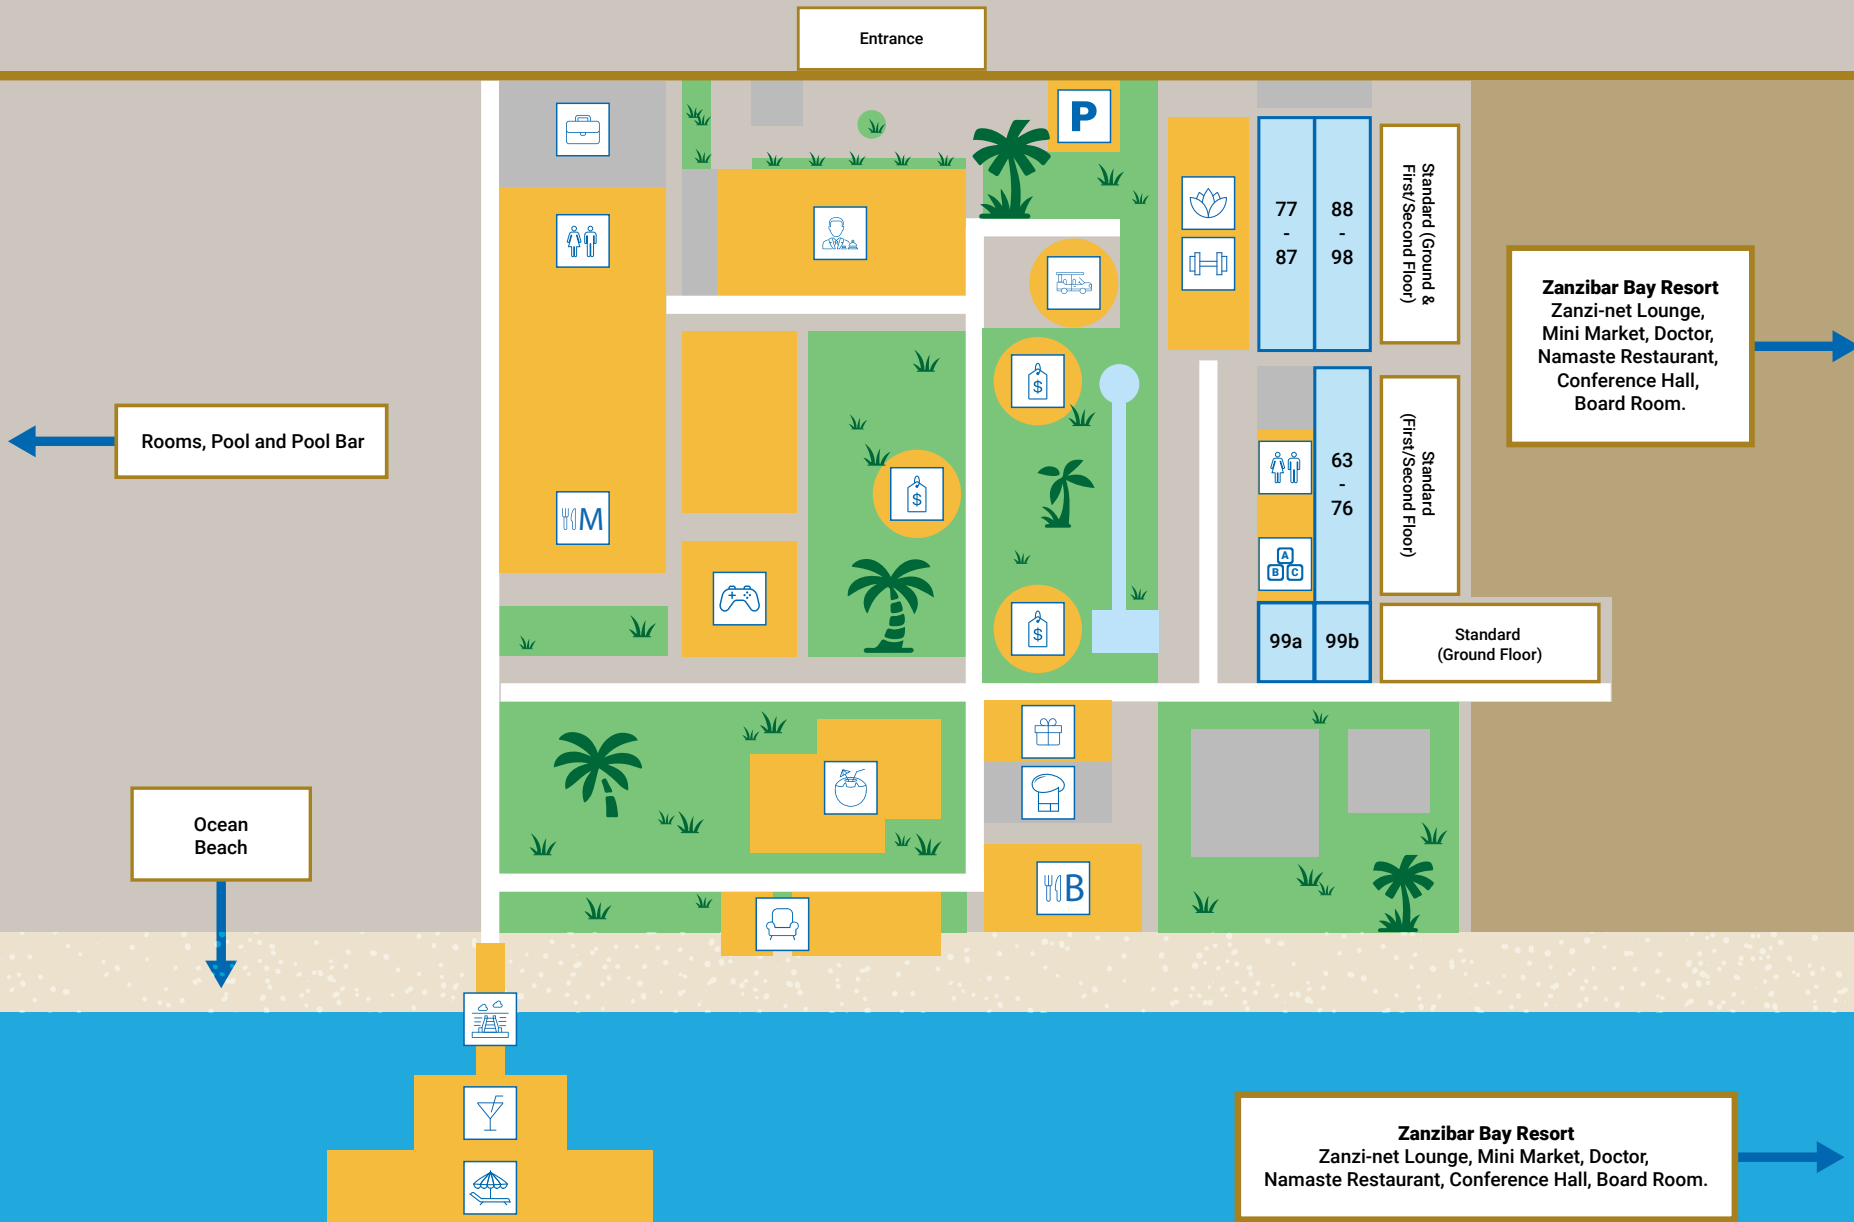 Entrance
P
77
-
87
88
-
98
Standard (Ground &
First/Second Floor)
Zanzibar Bay Resort
Zanzi-net Lounge,
Mini Market, Doctor,
Namaste Restaurant,
Conference Hall,
Board Room.
$
Rooms, Pool and Pool Bar
$
M
63
-
76
Standard
(First/Second Floor)
A
B C
$
99a
99b
Standard
(Ground Floor)
Ocean
Beach
B
Zanzibar Bay Resort
Zanzi-net Lounge, Mini Market, Doctor,
Namaste Restaurant, Conference Hall, Board Room.